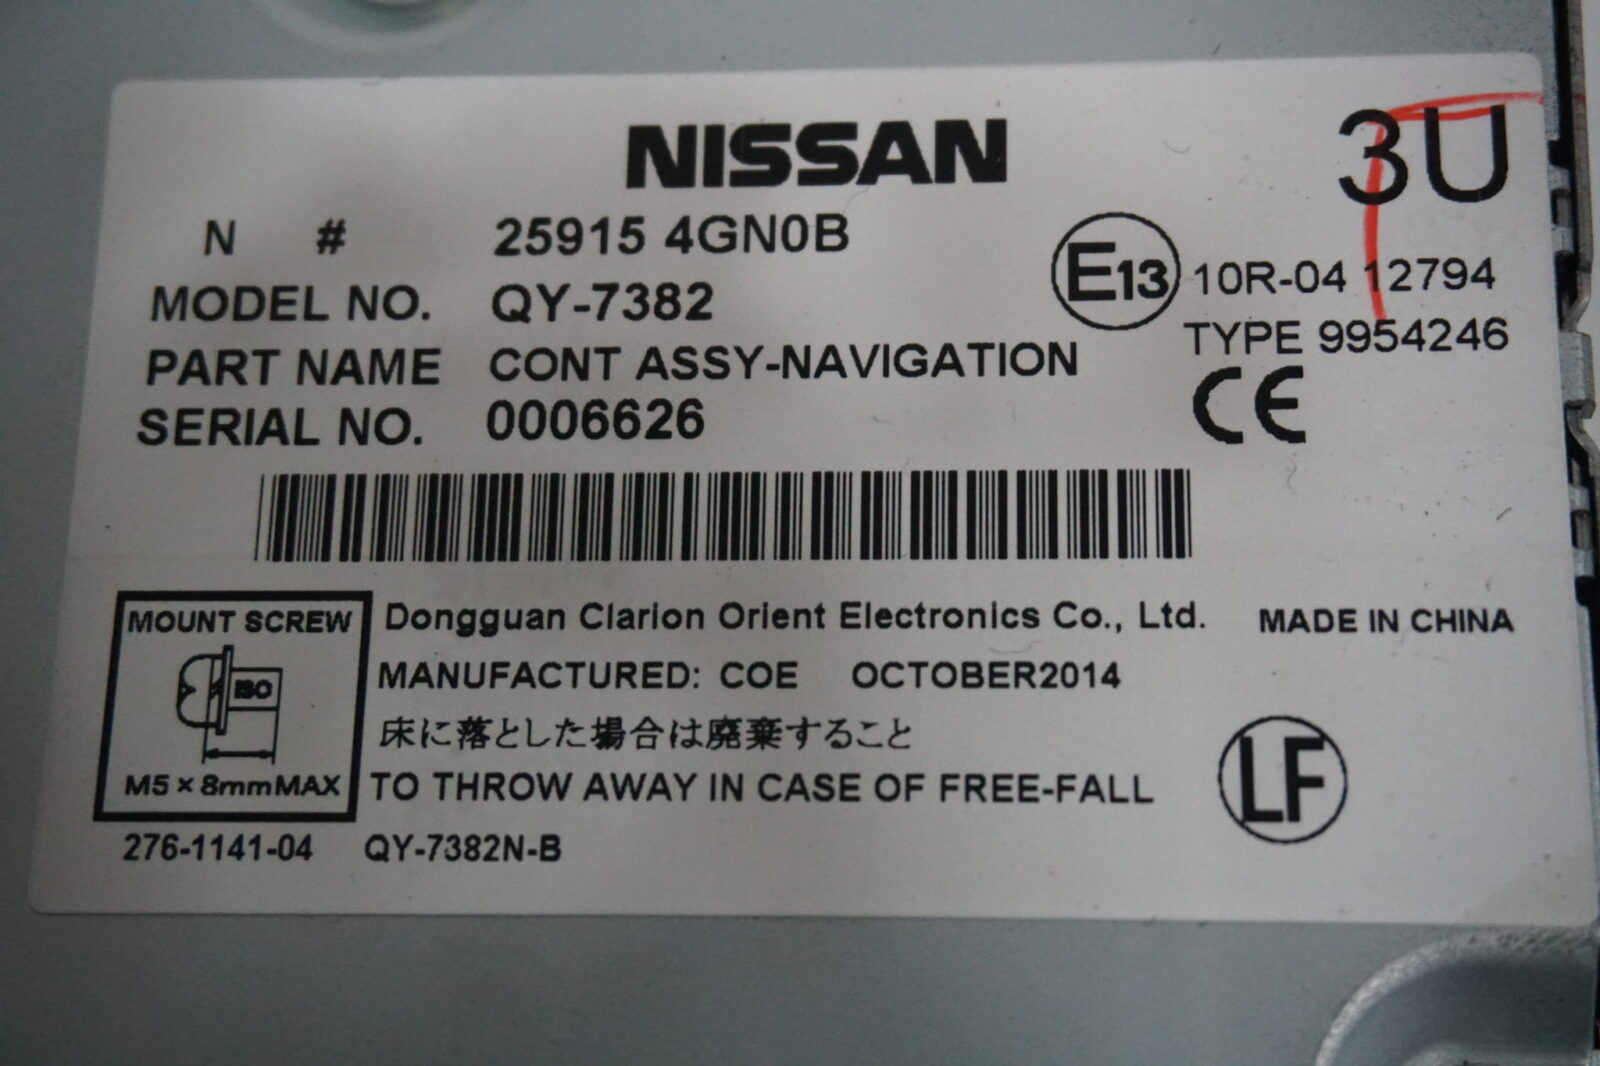 NISSAN
3U
N # 25915 4GN0B
E13 10R-04 12794
MODEL NO. QY-7382
TYPE 9954246
PART NAME CONT ASSY-NAVIGATION
CE
SERIAL NO. 0006626
MOUNT SCREW
ISO
M5 × 8mm MAX
Dongguan Clarion Orient Electronics Co., Ltd. MADE IN CHINA
MANUFACTURED: COE OCTOBER2014
床に落とした場合は廃棄すること
TO THROW AWAY IN CASE OF FREE-FALL
LF
276-1141-04 QY-7382N-B